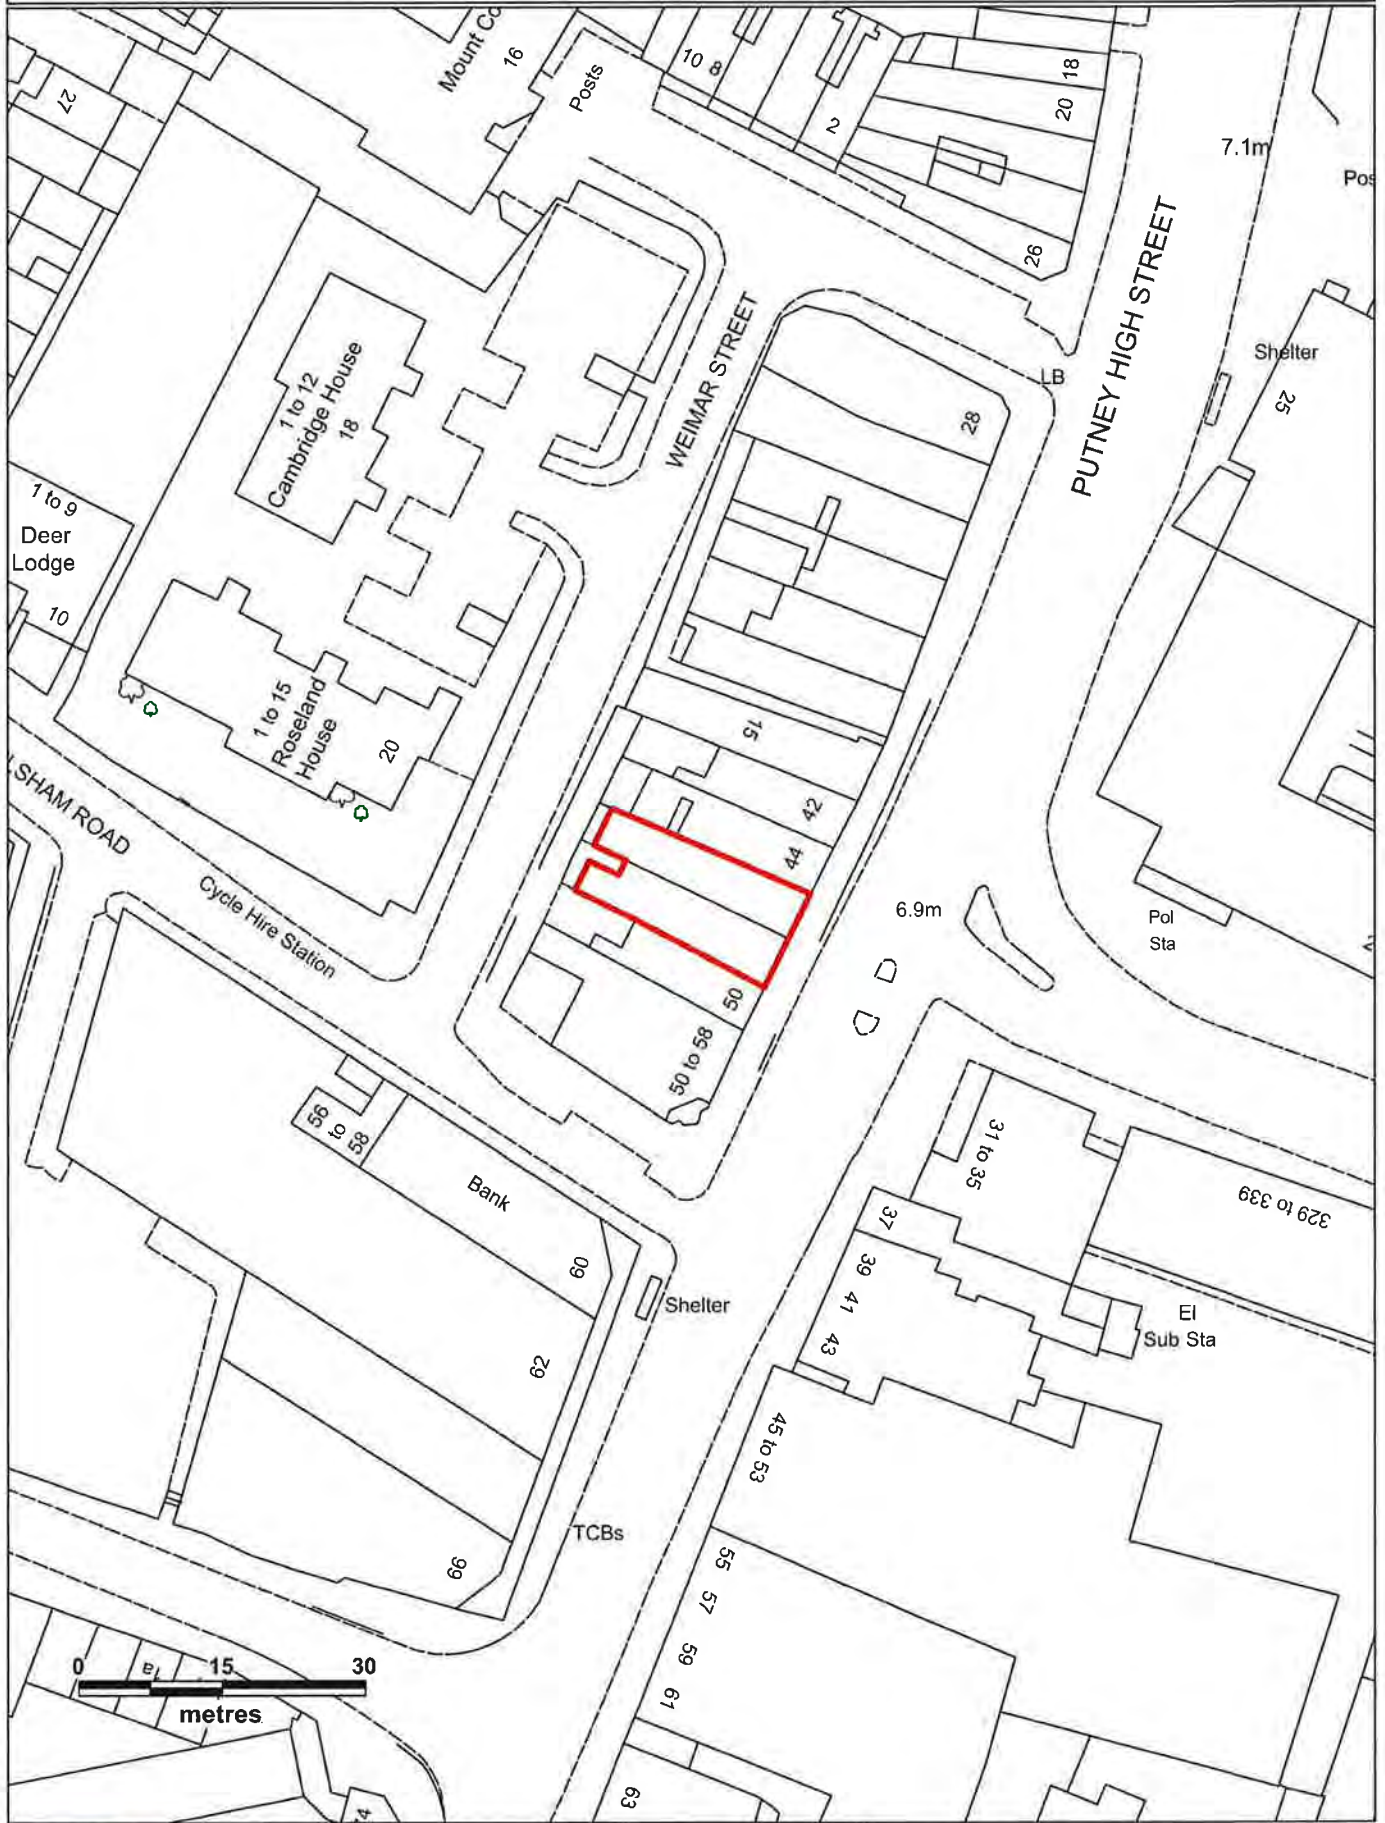 Mount Co
16
Posts
10
8
2
18
20
26
27
7.1m
Pos
PUTNEY HIGH STREET
WEIMAR STREET
Shelter
25
LB
28
1 to 12
Cambridge House
18
1 to 9
Deer
Lodge
10
1 to 15
Roseland
House
20
15
42
44
50
50 to 58
LSHAM ROAD
Cycle Hire Station
6.9m
Pol
Sta
56
to
58
Bank
60
62
66
Shelter
TCBs
31 to 35
37
39
41
43
329 to 339
El
Sub Sta
45 to 53
55
57
59
61
63
1a
0 15 30
metres